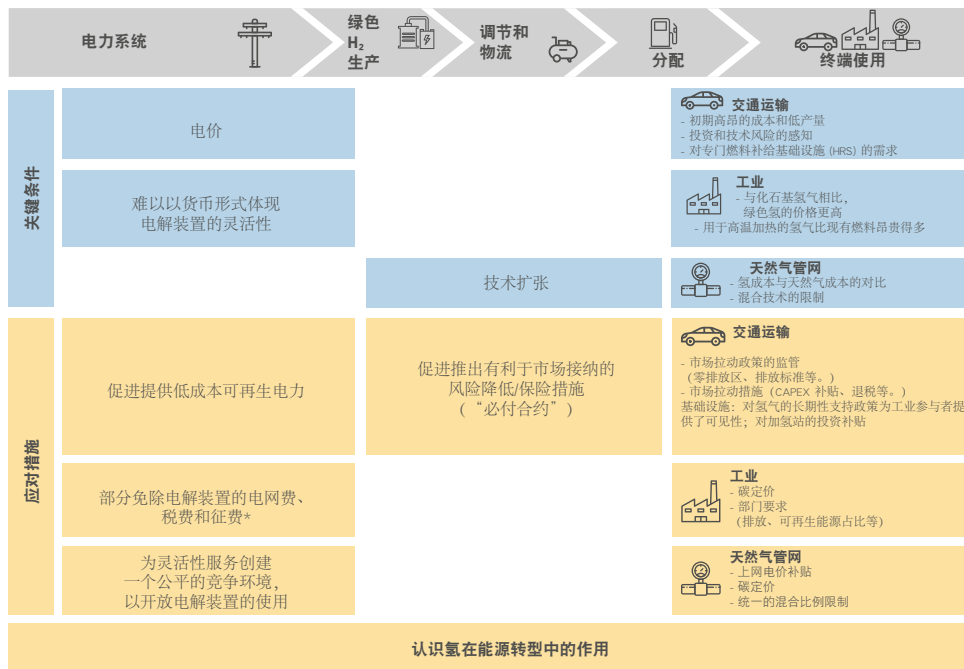 电力系统
绿色
H₂
生产
调节和
物流
分配
终端使用
关键条件
电价
交通运输
- 初期高昂的成本和低产量
- 投资和技术风险的感知
- 对专门燃料补给基础设施 (HRS) 的需求
难以以货币形式体现
电解装置的灵活性
工业
- 与化石基氢气相比,
绿色氢的价格更高
- 用于高温加热的氢气比现有燃料昂贵得多
技术扩张
天然气管网
- 氢成本与天然气成本的对比
- 混合技术的限制
应对措施
促进提供低成本可再生电力
促进推出有利于市场接纳的
风险降低/保险措施
(“必付合约”)
交通运输
- 市场拉动政策的监管
(零排放区、排放标准等。)
- 市场拉动措施 (CAPEX 补贴、退税等。)
基础设施: 对氢气的长期性支持政策为工业参与者提
供了可见性; 对加氢站的投资补贴
部分免除电解装置的电网费、
税费和征费*
工业
- 碳定价
- 部门要求
(排放、可再生能源占比等)
为灵活性服务创建
一个公平的竞争环境,
以开放电解装置的使用
天然气管网
- 上网电价补贴
- 碳定价
- 统一的混合比例限制
认识氢在能源转型中的作用